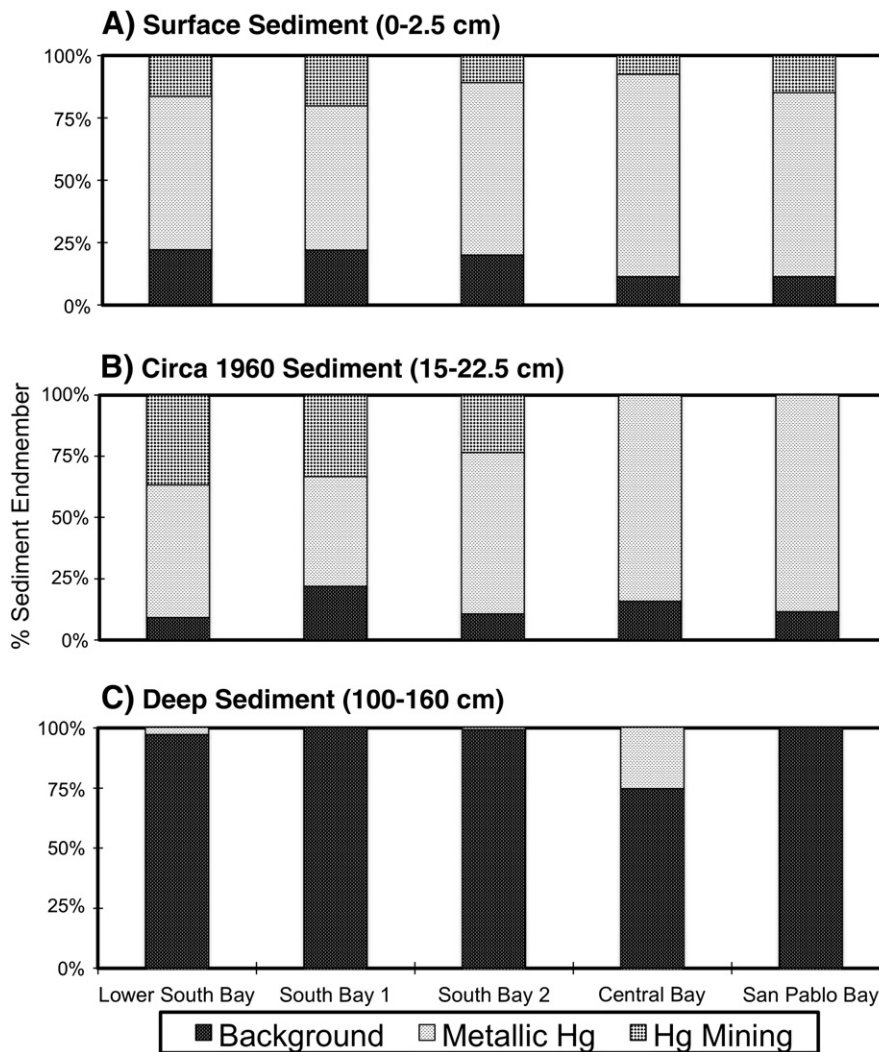 A) Surface Sediment (0-2.5 cm)
100%
75%
50%
25%
0%
B) Circa 1960 Sediment (15-22.5 cm)
100%
75%
50%
25%
0%
% Sediment Endmember
C) Deep Sediment (100-160 cm)
100%
75%
50%
25%
0%
Lower South Bay South Bay 1 South Bay 2 Central Bay San Pablo Bay
Background Metallic Hg Hg Mining